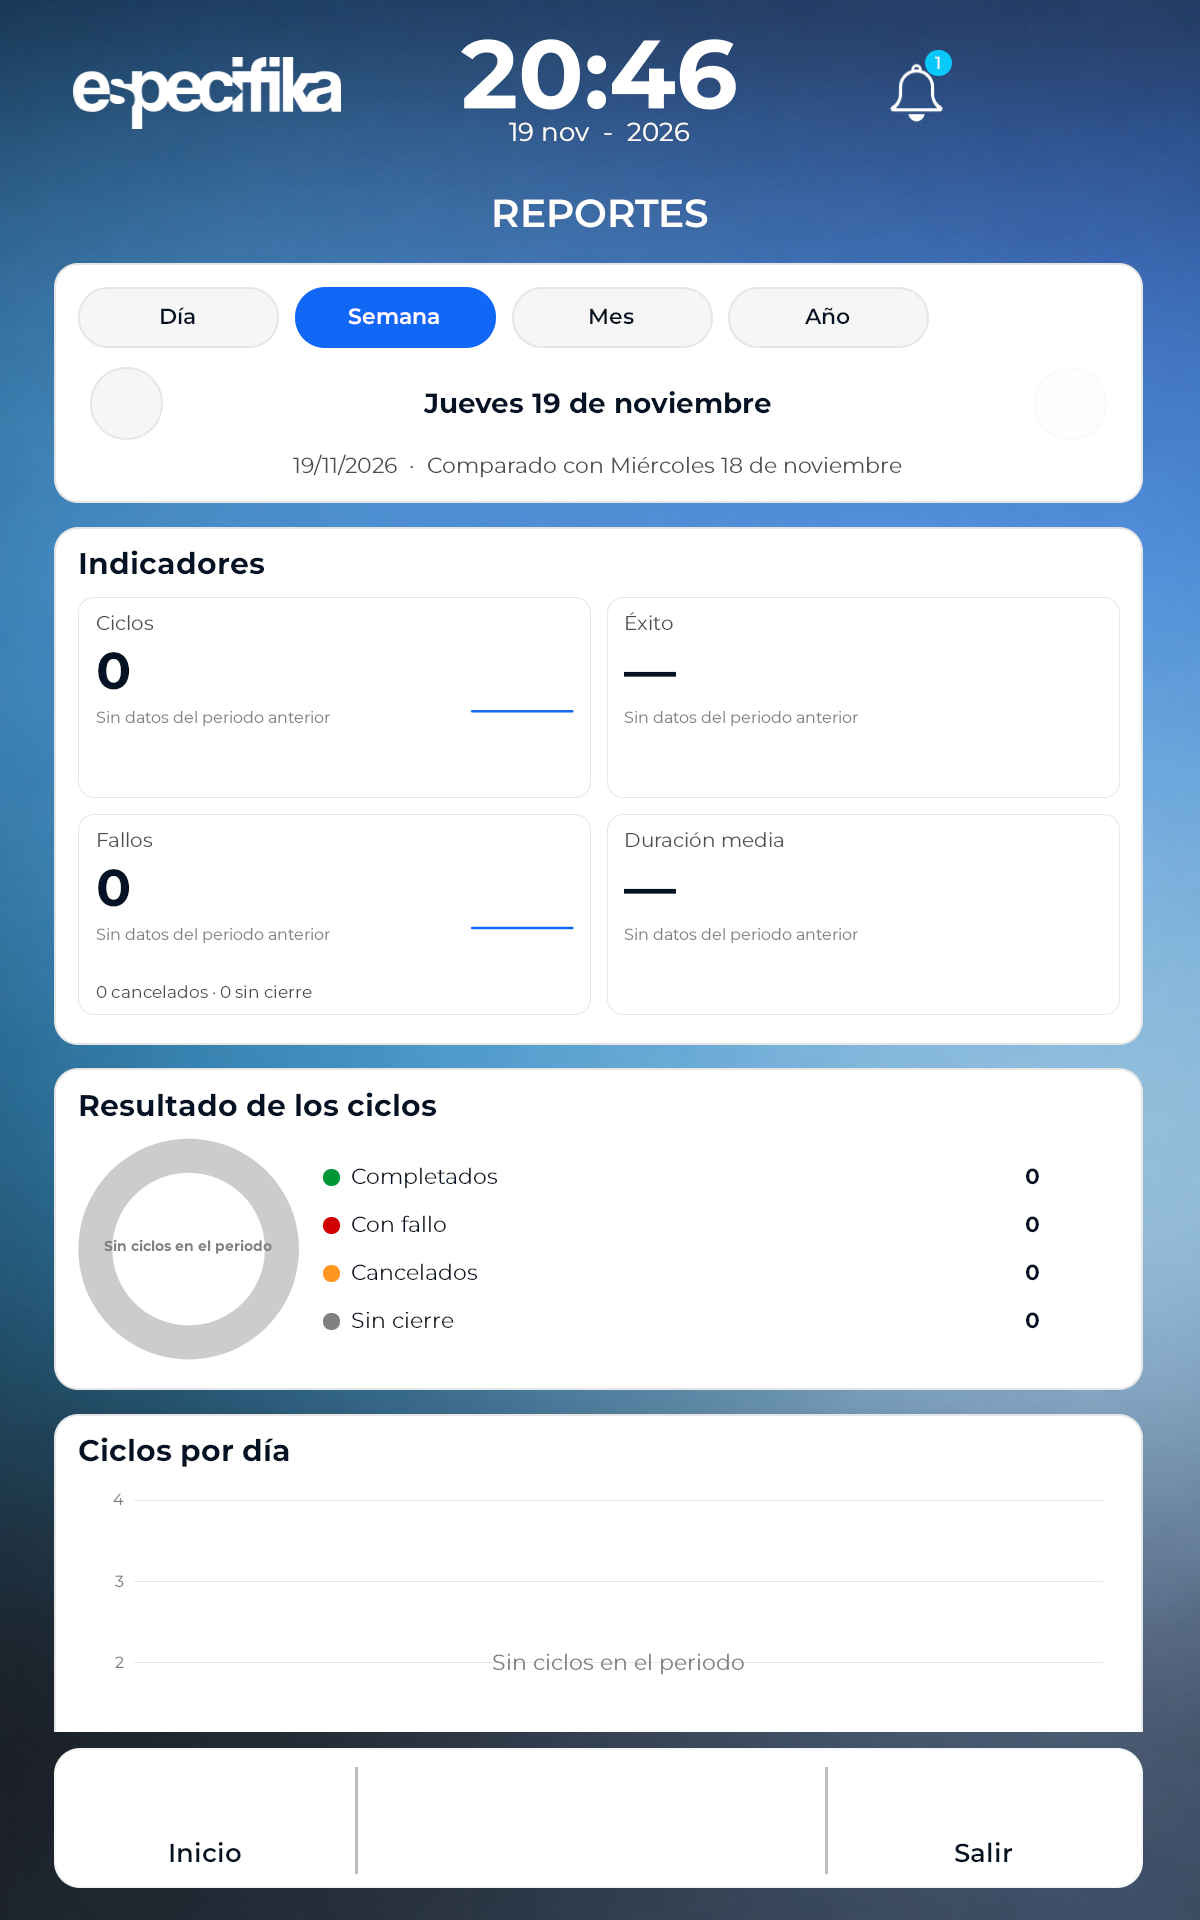 especifika
20:46
1
19 nov - 2026
REPORTES
Día
Semana
Mes
Año
Jueves 19 de noviembre
19/11/2026 · Comparado con Miércoles 18 de noviembre
Indicadores
Ciclos
0
Sin datos del periodo anterior
Éxito
—
Sin datos del periodo anterior
Fallos
0
Sin datos del periodo anterior
0 cancelados · 0 sin cierre
Duración media
—
Sin datos del periodo anterior
Resultado de los ciclos
Sin ciclos en el periodo
Completados 0
Con fallo 0
Cancelados 0
Sin cierre 0
Ciclos por día
4
3
2
Sin ciclos en el periodo
Inicio
Salir